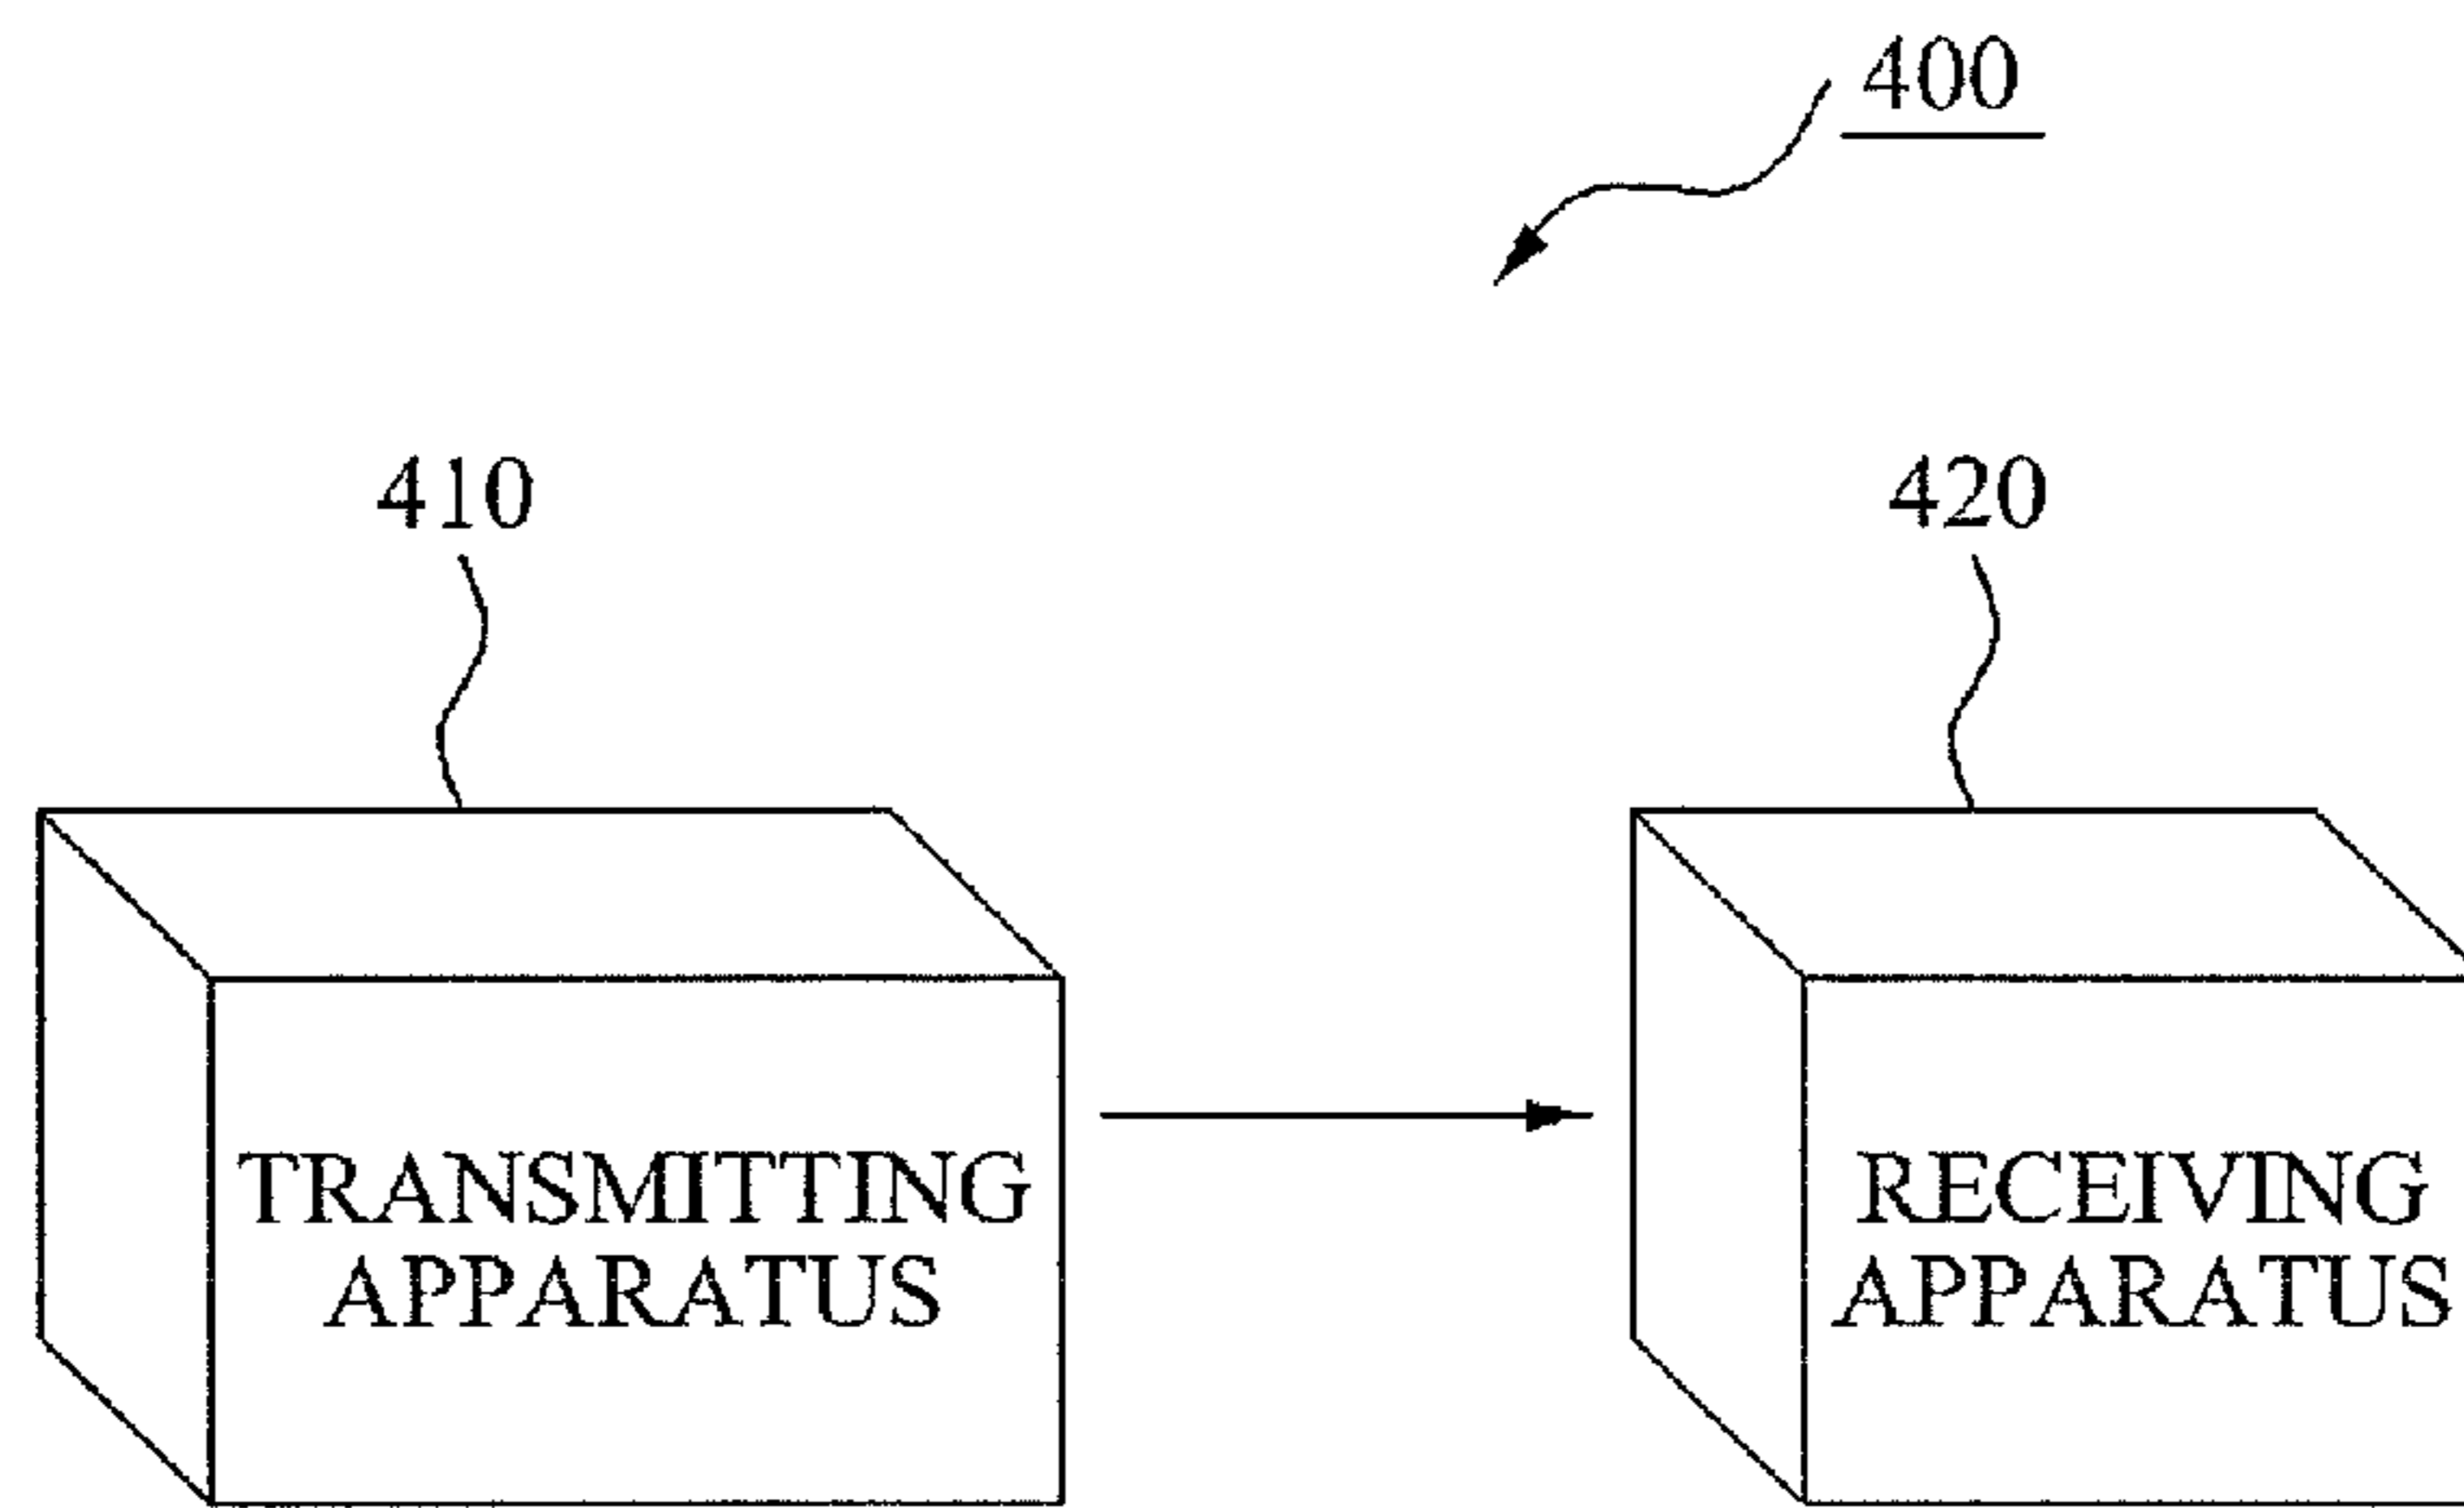 400
410
420
TRANSMITTING
APPARATUS
RECEIVING
APPARATUS